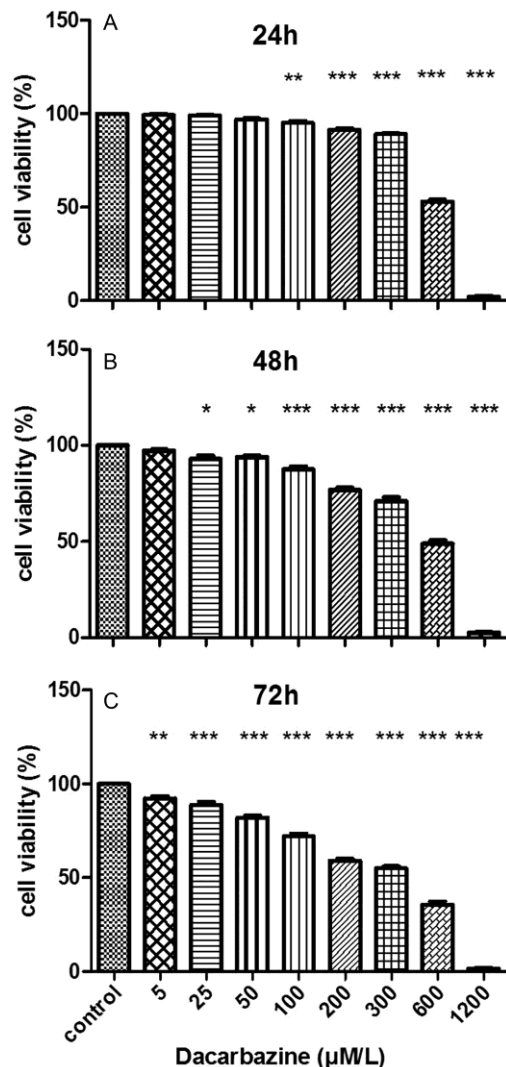 A
24h
** *** *** *** ***
150
100
50
0
cell viability (%)
B
48h
* * *** *** *** *** ***
150
100
50
0
cell viability (%)
C
72h
** *** *** *** *** *** *** ***
150
100
50
0
cell viability (%)
control 5 25 50 100 200 300 600 1200
Dacarbazine (μM/L)